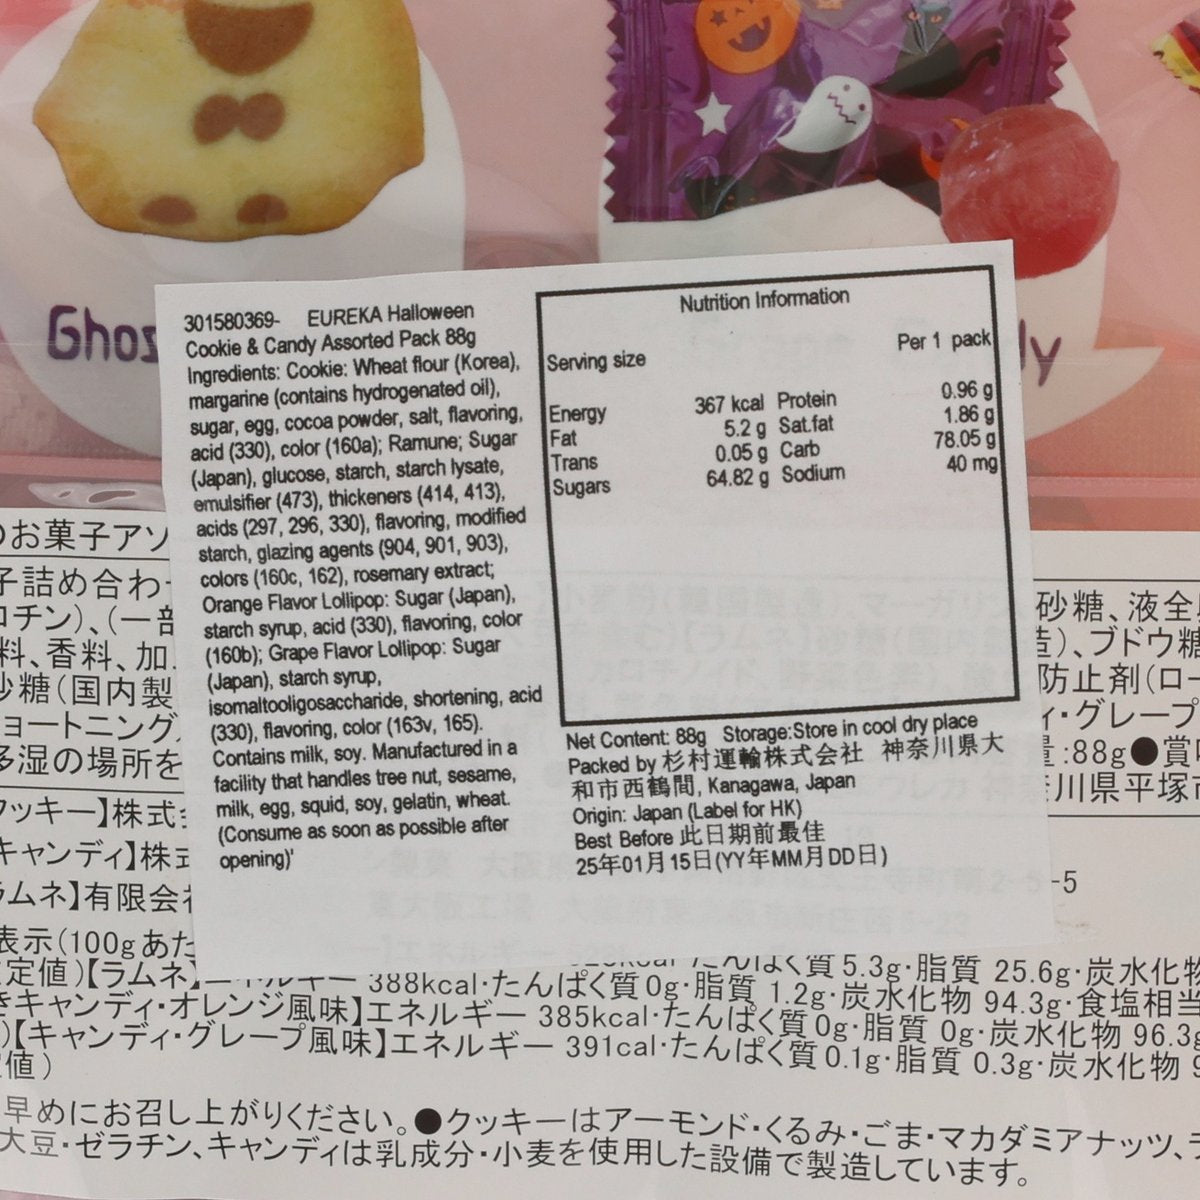 Ghos
dy
301580369- EUREKA Halloween
Cookie & Candy Assorted Pack 88g
Ingredients: Cookie: Wheat flour (Korea),
margarine (contains hydrogenated oil),
sugar, egg, cocoa powder, salt, flavoring,
acid (330), color (160a); Ramune; Sugar
(Japan), glucose, starch, starch lysate,
emulsifier (473), thickeners (414, 413),
acids (297, 296, 330), flavoring, modified
starch, glazing agents (904, 901, 903),
colors (160c, 162), rosemary extract;
Orange Flavor Lollipop: Sugar (Japan),
starch syrup, acid (330), flavoring, color
(160b); Grape Flavor Lollipop: Sugar
(Japan), starch syrup,
isomaltooligosaccharide, shortening, acid
(330), flavoring, color (163v, 165).
Contains milk, soy. Manufactured in a
facility that handles tree nut, sesame,
milk, egg, squid, soy, gelatin, wheat.
(Consume as soon as possible after
opening)'
Nutrition Information
Serving size Per 1 pack
Energy 367 kcal Protein 0.96 g
Fat 5.2 g Sat.fat 1.86 g
Trans 0.05 g Carb 78.05 g
Sugars 64.82 g Sodium 40 mg
Net Content: 88g Storage:Store in cool dry place
Packed by 杉村運輸株式会社 神奈川県大
和市西鶴間, Kanagawa, Japan
Origin: Japan (Label for HK)
Best Before 此日期前最佳
25年01月15日(YY年MM月DD日)
のお菓子アソ
子詰め合わせ
ロチン)、(一部 砂糖、液全
料、香料、加 造)、ブドウ糖
砂糖(国内製 防止剤(ロー
ョートニング ィ・グレープ
多湿の場所を :88g●賞
クッキー】株式 川県平塚市
キャンディ】株式
ラムネ】有限会社 -5
表示(100gあた たんぱく質 5.3g・脂質 25.6g・炭水化物
定値)【ラムネ】エネルギー 388kcal・たんぱく質 0g・脂質 1.2g・炭水化物 94.3g・食塩相当
きキャンディ・オレンジ風味】エネルギー 385kcal・たんぱく質 0g・脂質 0g・炭水化物 96.3g
)【キャンディ・グレープ風味】エネルギー 391cal・たんぱく質 0.1g・脂質 0.3g・炭水化物 9
値)
早めにお召し上がりください。●クッキーはアーモンド・くるみ・ごま・マカダミアナッツ、
大豆・ゼラチン、キャンディは乳成分・小麦を使用した設備で製造しています。